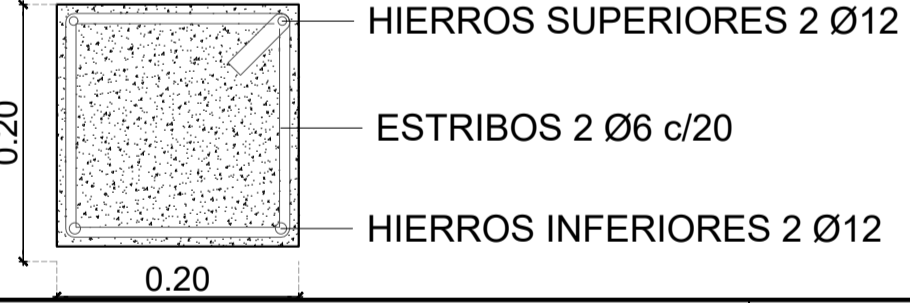 HIERROS SUPERIORES 2 Ø12
0.20
ESTRIBOS 2 Ø6 c/20
HIERROS INFERIORES 2 Ø12
0.20